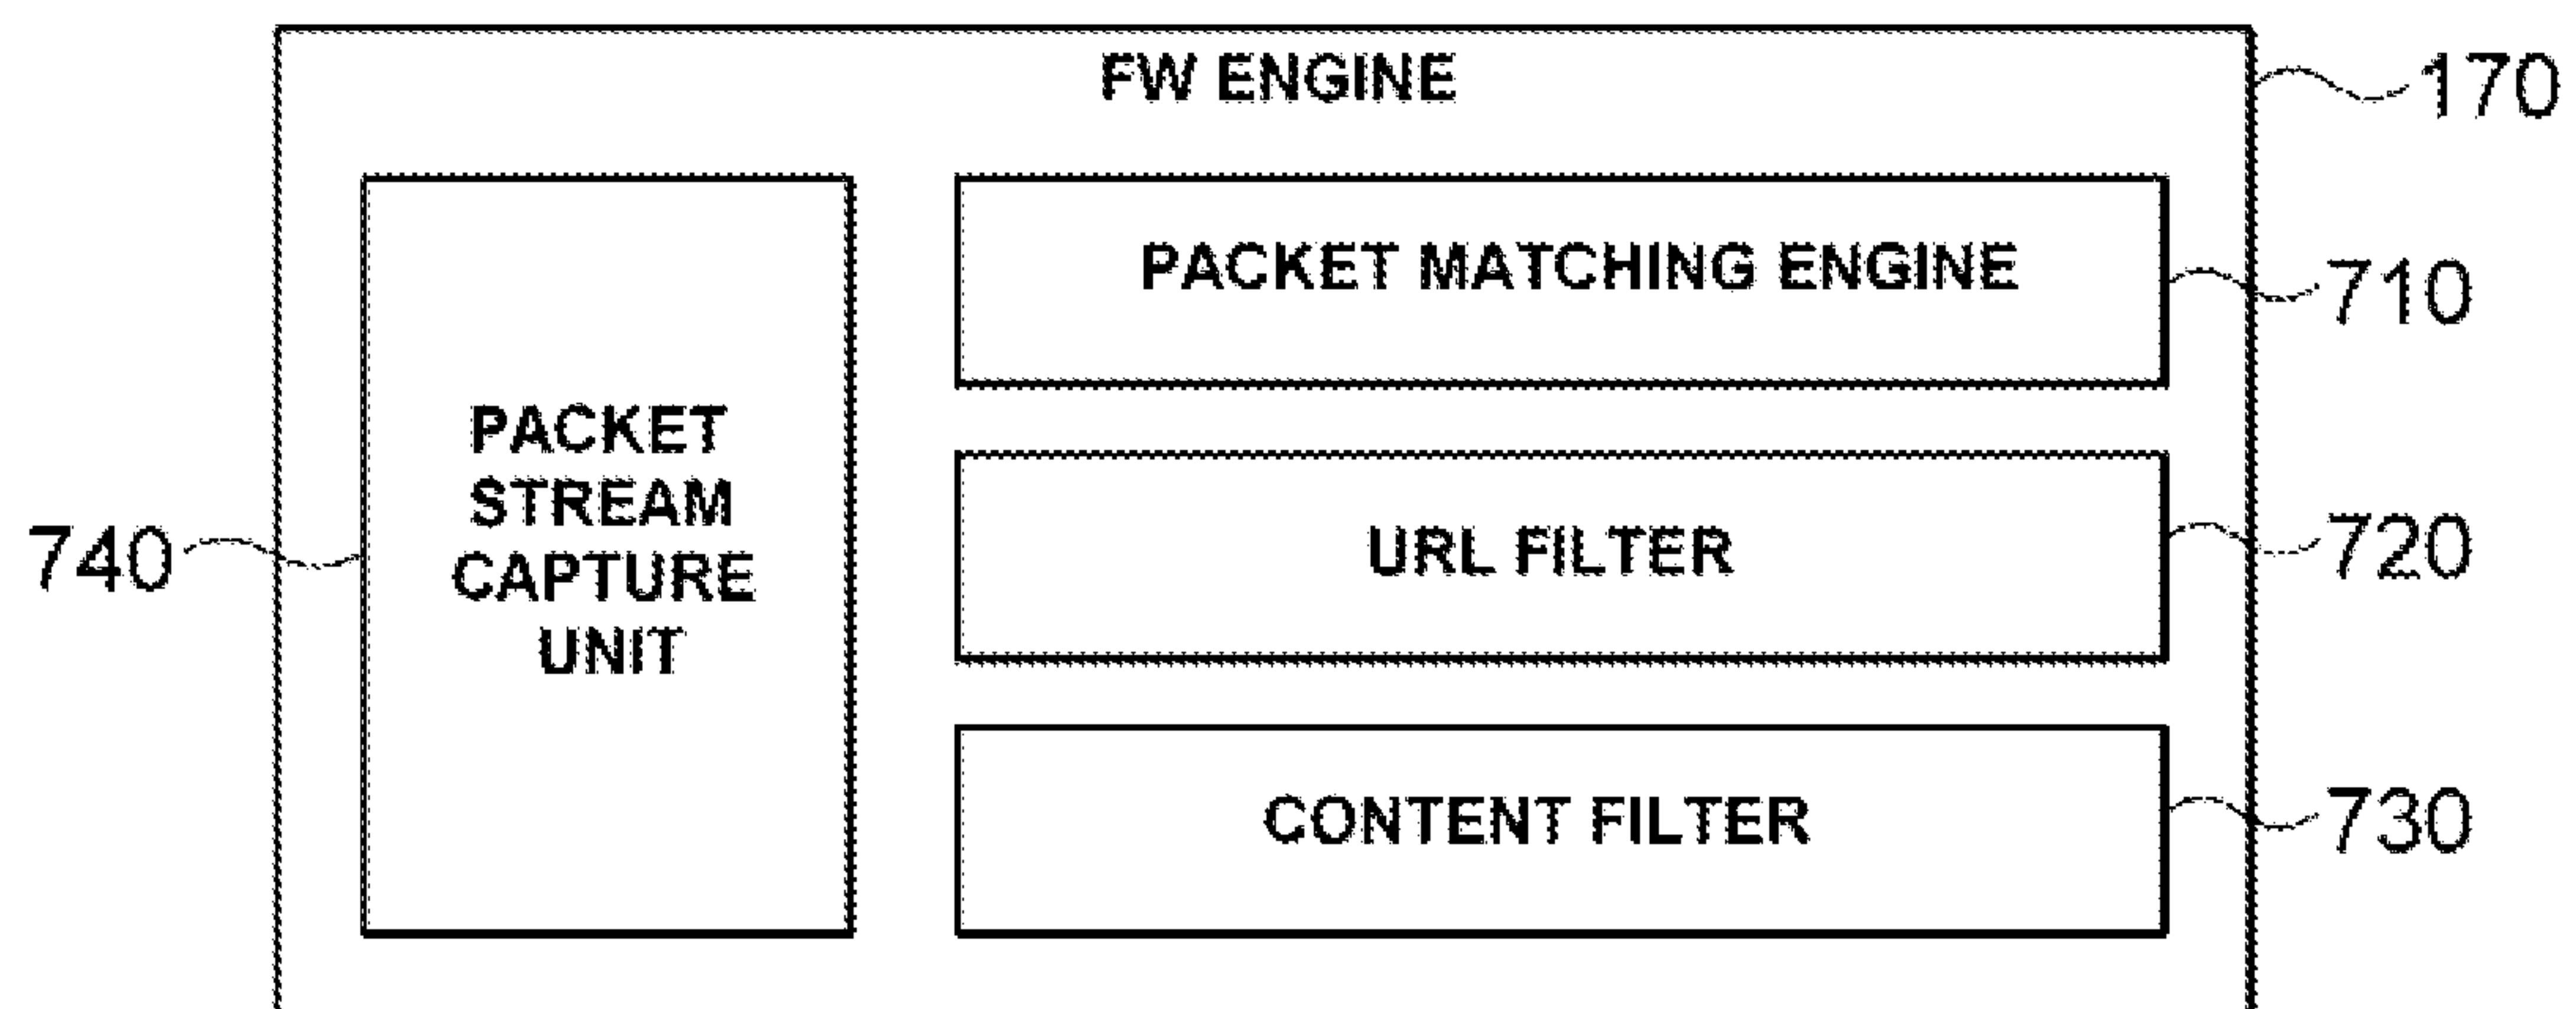 FW ENGINE
170
PACKET MATCHING ENGINE
710
PACKET
STREAM
CAPTURE
UNIT
740
URL FILTER
720
CONTENT FILTER
730